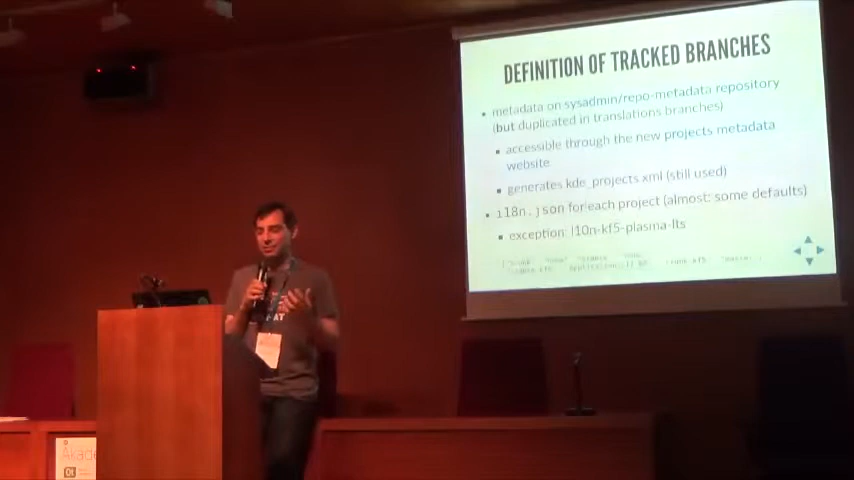 DEFINITION OF TRACKED BRANCHES
▪ metadata on sysadmin/repo-metadata repository
(but duplicated in translations branches)
▪ accessible through the new projects metadata
website
▪ generates kde_projects.xml (still used)
▪ i18n.json for each project (almost: some defaults)
▪ exception: l10n-kf5-plasma-lts
Akade
Qt